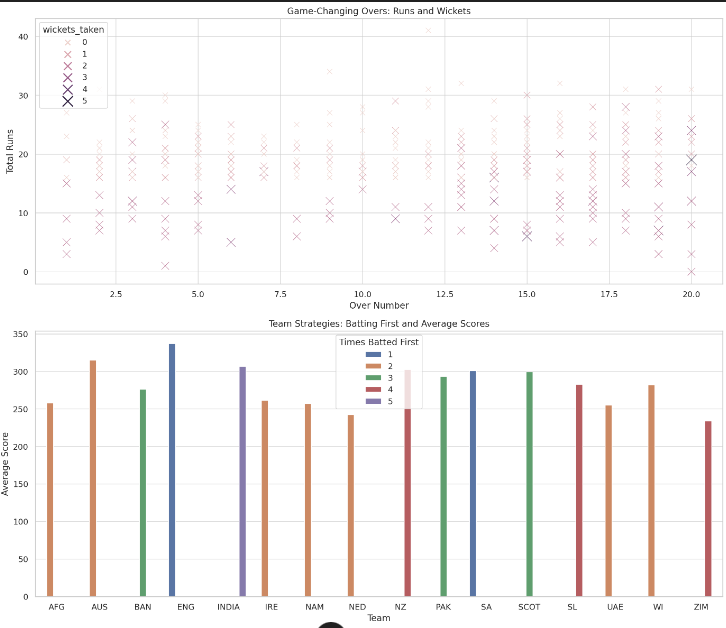 Game-Changing Overs: Runs and Wickets
wickets_taken
0
1
2
3
4
5
40
30
20
10
0
Total Runs
2.5 5.0 7.5 10.0 12.5 15.0 17.5 20.0
Over Number
Team Strategies: Batting First and Average Scores
Times Batted First
1
2
3
4
5
350
300
250
200
150
100
50
0
Average Score
AFG AUS BAN ENG INDIA IRE NAM NED NZ PAK SA SCOT SL UAE WI ZIM
Team